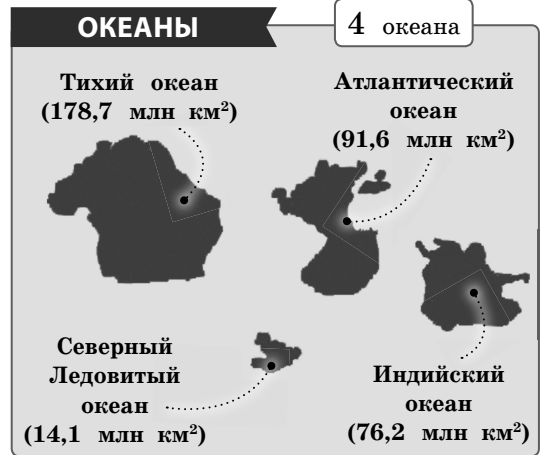 ОКЕАНЫ
4 океана
Тихий океан
(178,7 млн км²)
Атлантический
океан
(91,6 млн км²)
Северный
Ледовитый
океан
(14,1 млн км²)
Индийский
океан
(76,2 млн км²)